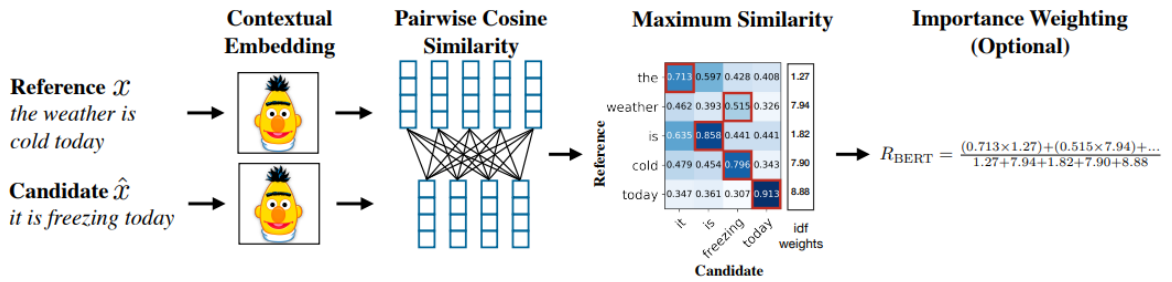 Contextual
Embedding
Pairwise Cosine
Similarity
Maximum Similarity
Importance Weighting
(Optional)
Reference x
the weather is
cold today
Candidate x̂
it is freezing today
Reference
the 0.713 0.597 0.428 0.408 1.27
weather 0.462 0.393 0.515 0.326 7.94
is 0.635 0.858 0.441 0.441 1.82
cold 0.479 0.454 0.796 0.343 7.90
today 0.347 0.361 0.307 0.913 8.88
it is freezing today
idf
weights
Candidate
R_BERT = (0.713×1.27)+(0.515×7.94)+...
1.27+7.94+1.82+7.90+8.88